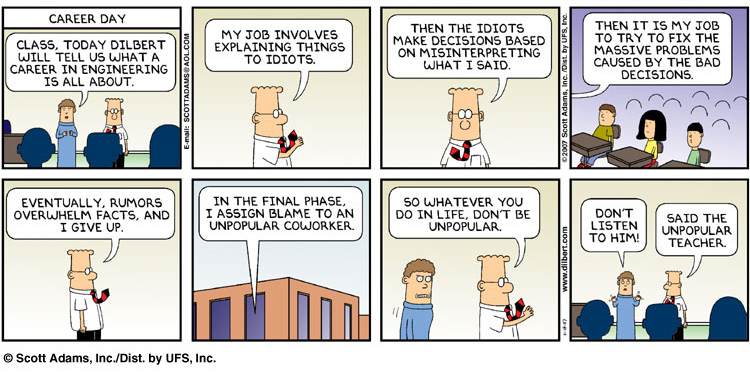 CAREER DAY
CLASS, TODAY DILBERT
WILL TELL US WHAT A
CAREER IN ENGINEERING
IS ALL ABOUT.
E-mail: SCOTTADAMS@AOL.COM
MY JOB INVOLVES
EXPLAINING THINGS
TO IDIOTS.
THEN THE IDIOTS
MAKE DECISIONS BASED
ON MISINTERPRETING
WHAT I SAID.
©2007 Scott Adams, Inc./Dist. by UFS, Inc.
THEN IT IS MY JOB
TO TRY TO FIX THE
MASSIVE PROBLEMS
CAUSED BY THE BAD
DECISIONS.
EVENTUALLY, RUMORS
OVERWHELM FACTS, AND
I GIVE UP.
IN THE FINAL PHASE,
I ASSIGN BLAME TO AN
UNPOPULAR COWORKER.
SO WHATEVER YOU
DO IN LIFE, DON'T BE
UNPOPULAR.
www.dilbert.com
DON'T
LISTEN
TO HIM!
SAID THE
UNPOPULAR
TEACHER.
© Scott Adams, Inc./Dist. by UFS, Inc.